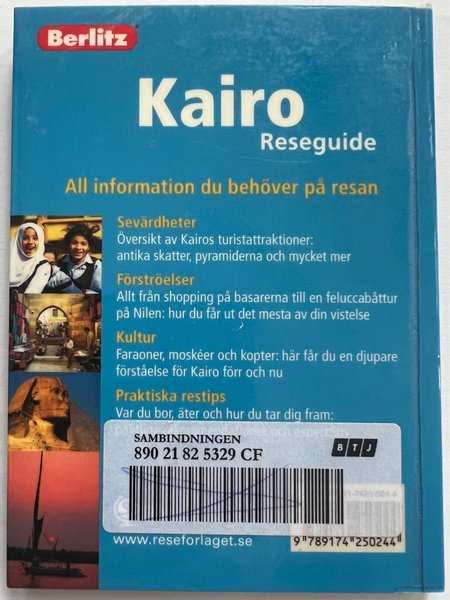 Berlitz
Kairo
Reseguide
All information du behöver på resan
Sevärdheter
Översikt av Kairos turistattraktioner:
antika skatter, pyramiderna och mycket mer
Förströelser
Allt från shopping på basarerna till en feluccabåttur
på Nilen: hur du får ut det mesta av din vistelse
Kultur
Faraoner, moskéer och kopter: här får du en djupare
förståelse för Kairo förr och nu
Praktiska restips
Var du bor, äter och hur du tar dig fram:
SAMBINDNINGEN
890 21 82 5329 CF
BTJ
www.reseforlaget.se
9 789174 250244